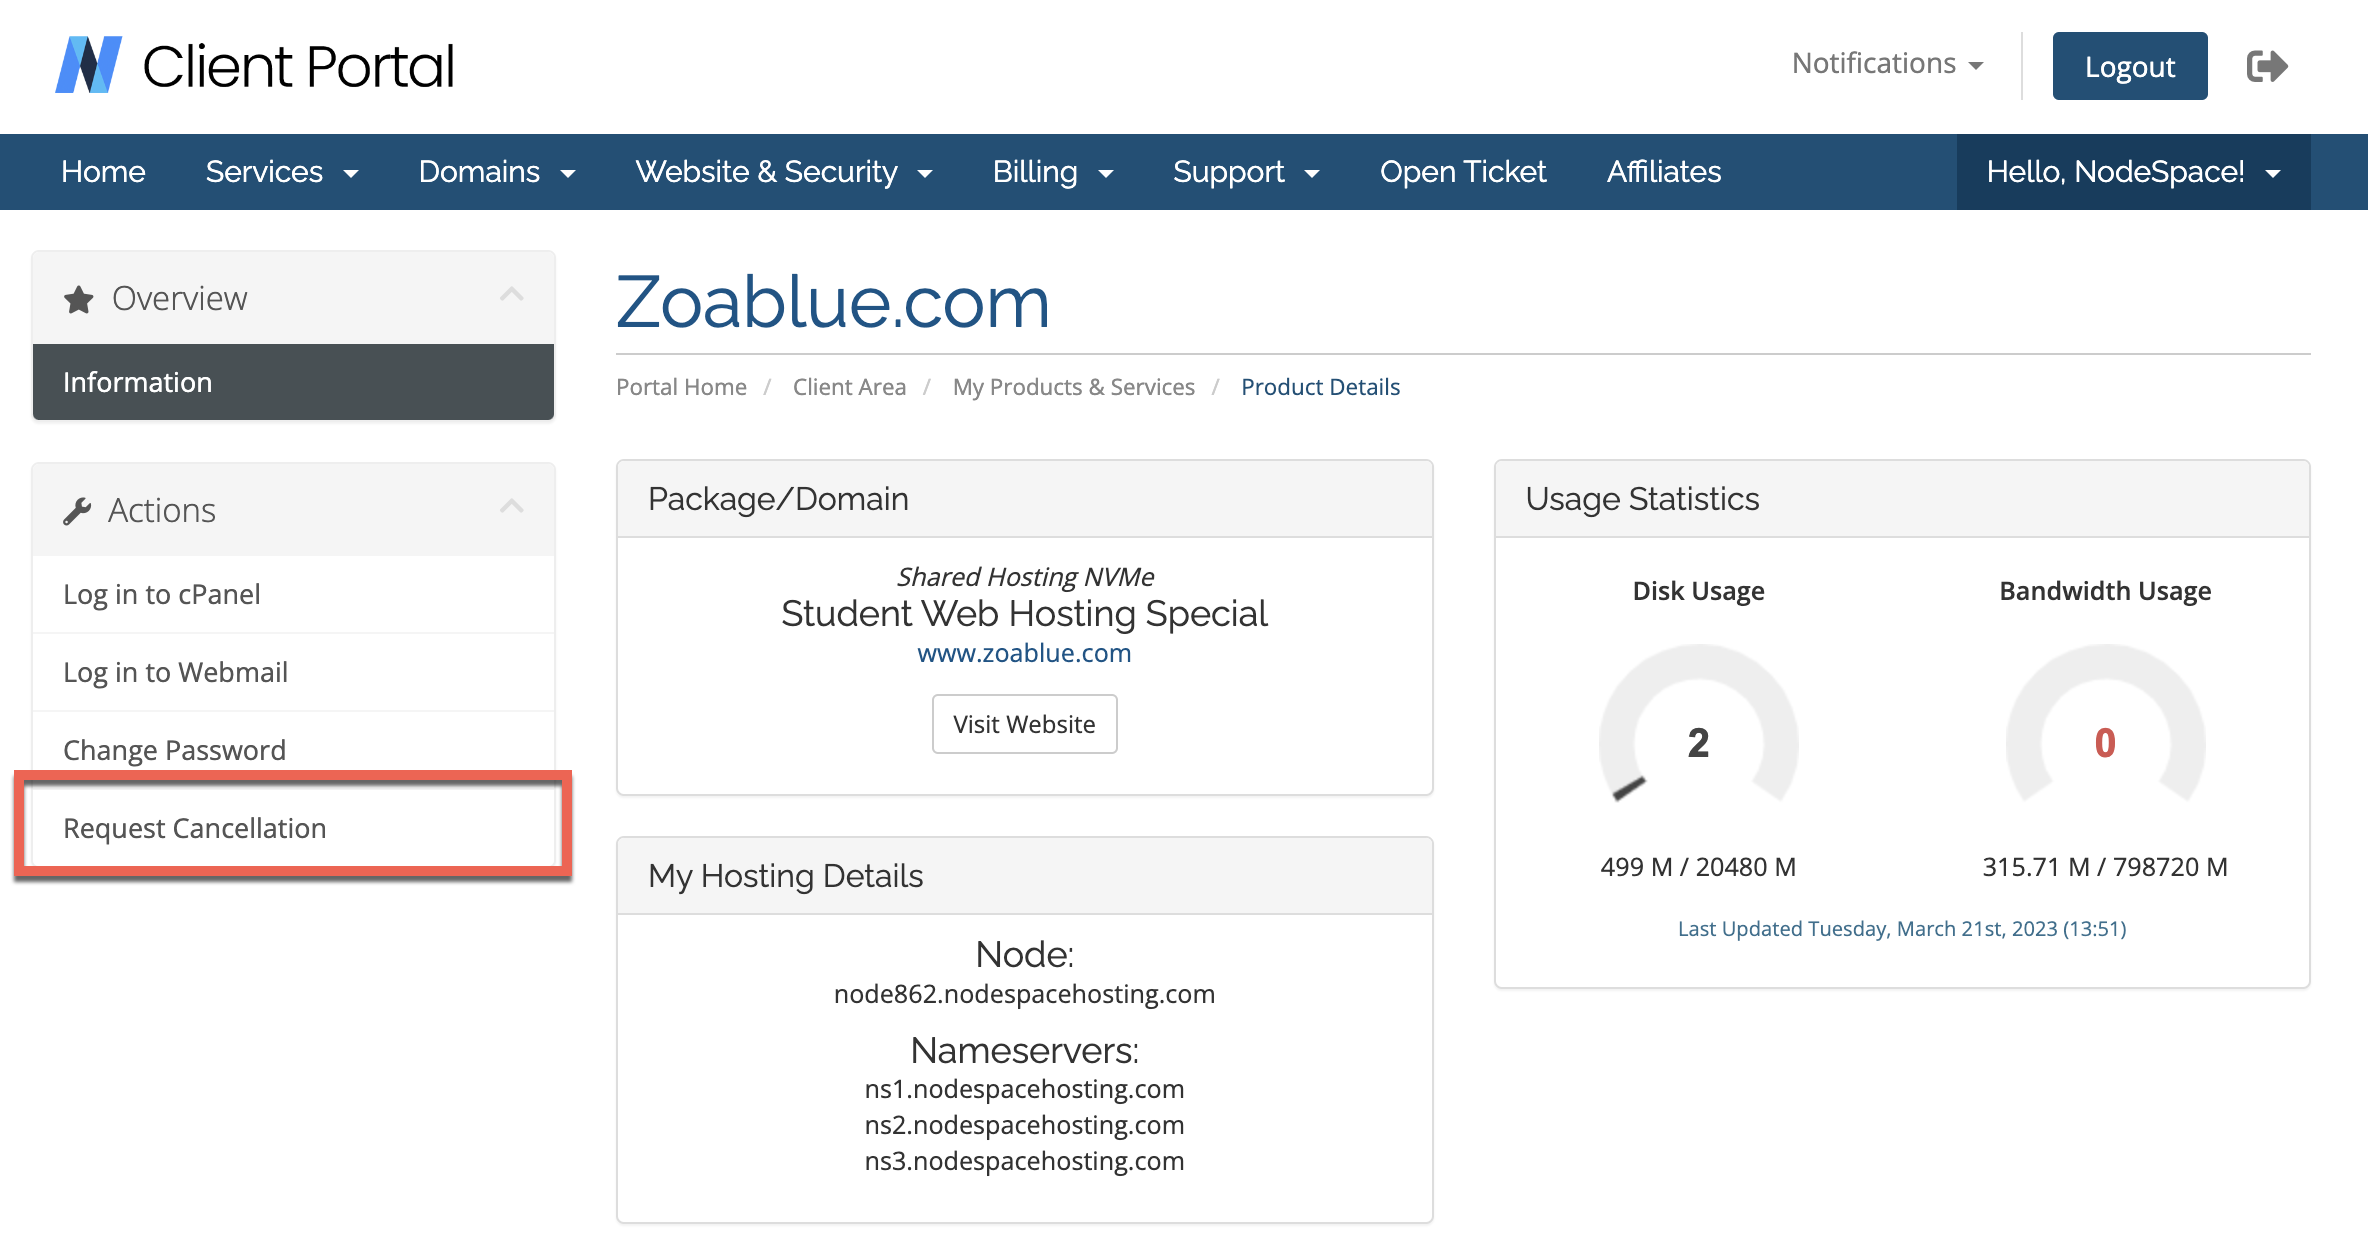 Client Portal
Notifications
Logout
Home Services Domains Website & Security Billing Support Open Ticket Affiliates Hello, NodeSpace!
Overview
Information
Actions
Log in to cPanel
Log in to Webmail
Change Password
Request Cancellation
Zoablue.com
Portal Home / Client Area / My Products & Services / Product Details
Package/Domain
Shared Hosting NVMe
Student Web Hosting Special
www.zoablue.com
Visit Website
My Hosting Details
Node:
node862.nodespacehosting.com
Nameservers:
ns1.nodespacehosting.com
ns2.nodespacehosting.com
ns3.nodespacehosting.com
Usage Statistics
Disk Usage
2
499 M / 20480 M
Bandwidth Usage
0
315.71 M / 798720 M
Last Updated Tuesday, March 21st, 2023 (13:51)